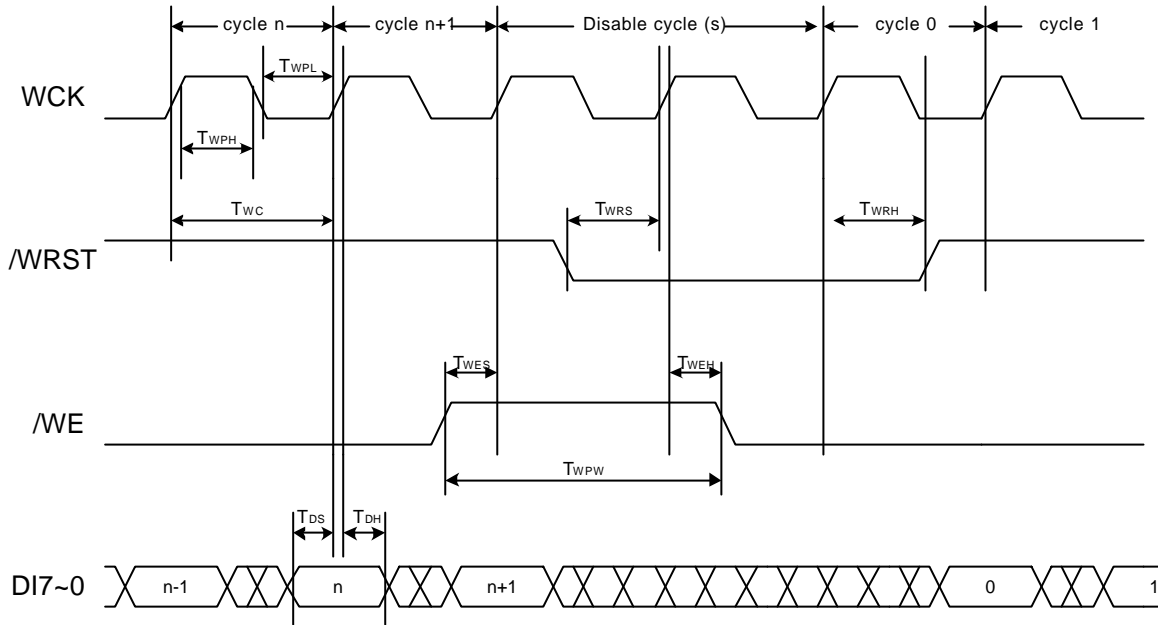 cycle n cycle n+1 Disable cycle (s) cycle 0 cycle 1
TWPL
WCK
TWPH
TWC TWRS TWRH
/WRST
TWES TWEH
/WE
TWPW
TDS TDH
DI7~0 n-1 n n+1 0 1